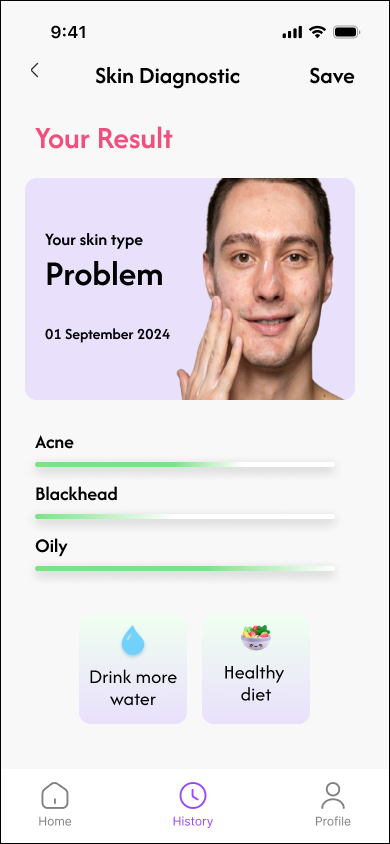 9:41
Skin Diagnostic
Save
Your Result
Your skin type
Problem
01 September 2024
Acne
Blackhead
Oily
Drink more
water
Healthy
diet
Home
History
Profile